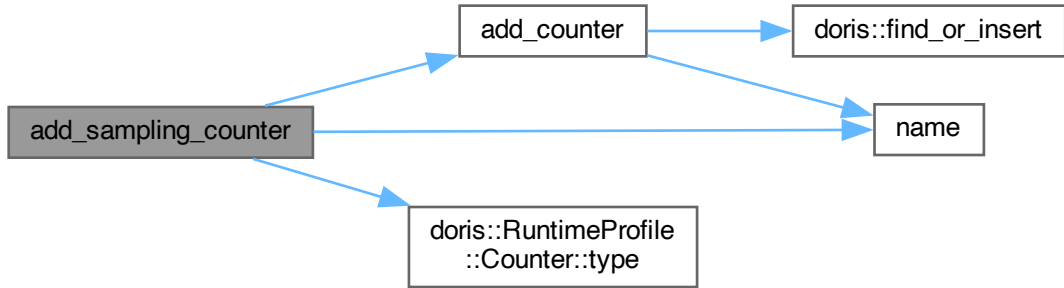 add_counter
doris::find_or_insert
add_sampling_counter
name
doris::RuntimeProfile
::Counter::type